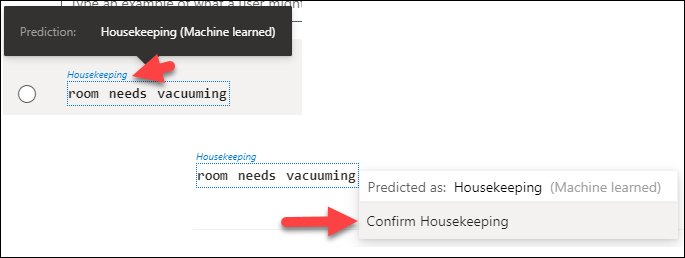 Type an example of what a user might
Prediction: Housekeeping (Machine learned)
Housekeeping
room needs vacuuming
Housekeeping
room needs vacuuming
Predicted as: Housekeeping (Machine learned)
Confirm Housekeeping